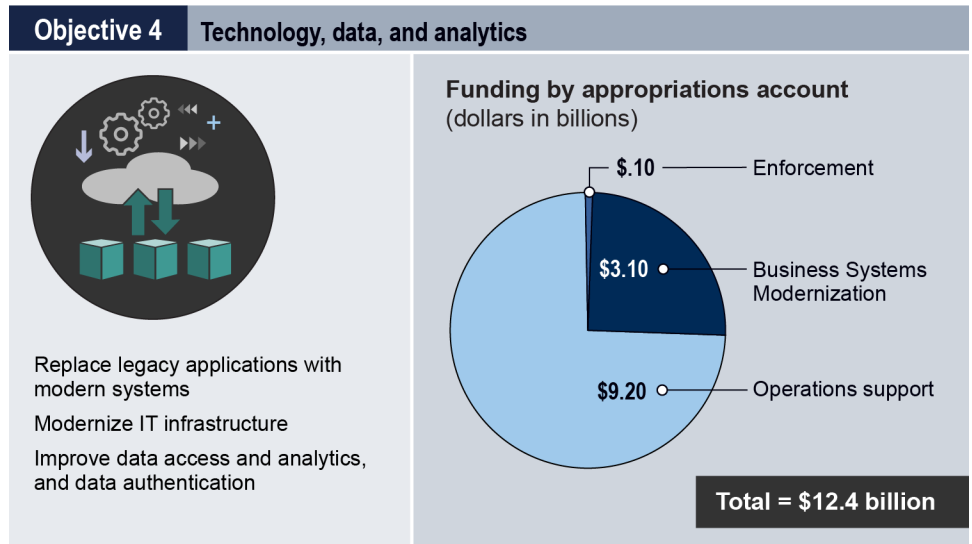 Objective 4
Technology, data, and analytics
Replace legacy applications with
modern systems
Modernize IT infrastructure
Improve data access and analytics,
and data authentication
Funding by appropriations account
(dollars in billions)
$.10
Enforcement
$3.10
Business Systems
Modernization
$9.20
Operations support
Total = $12.4 billion